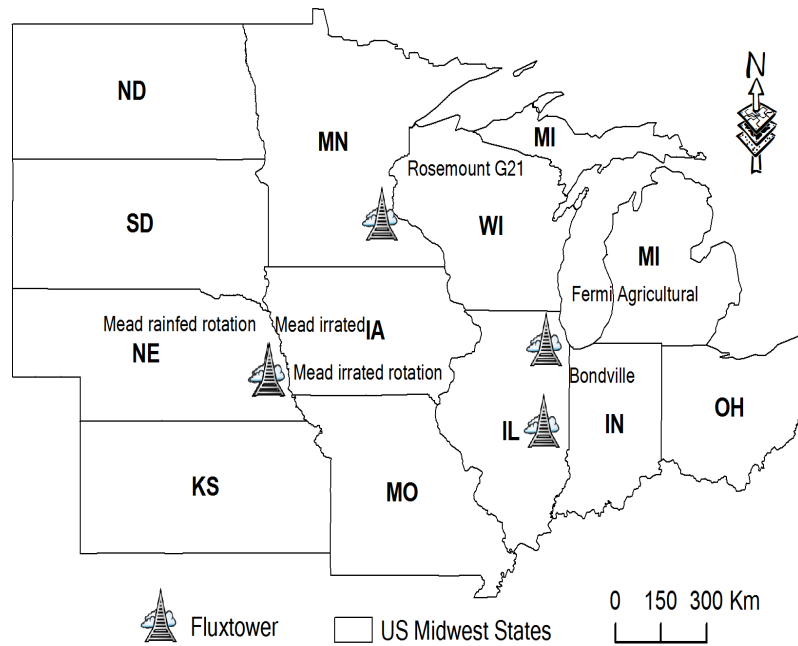 N
ND
MN
MI
Rosemount G21
SD
WI
MI
Fermi Agricultural
Mead rainfed rotation
Mead irrated
IA
NE
Mead irrated rotation
Bondville
OH
IL
IN
KS
MO
0 150 300 Km
Fluxtower
US Midwest States